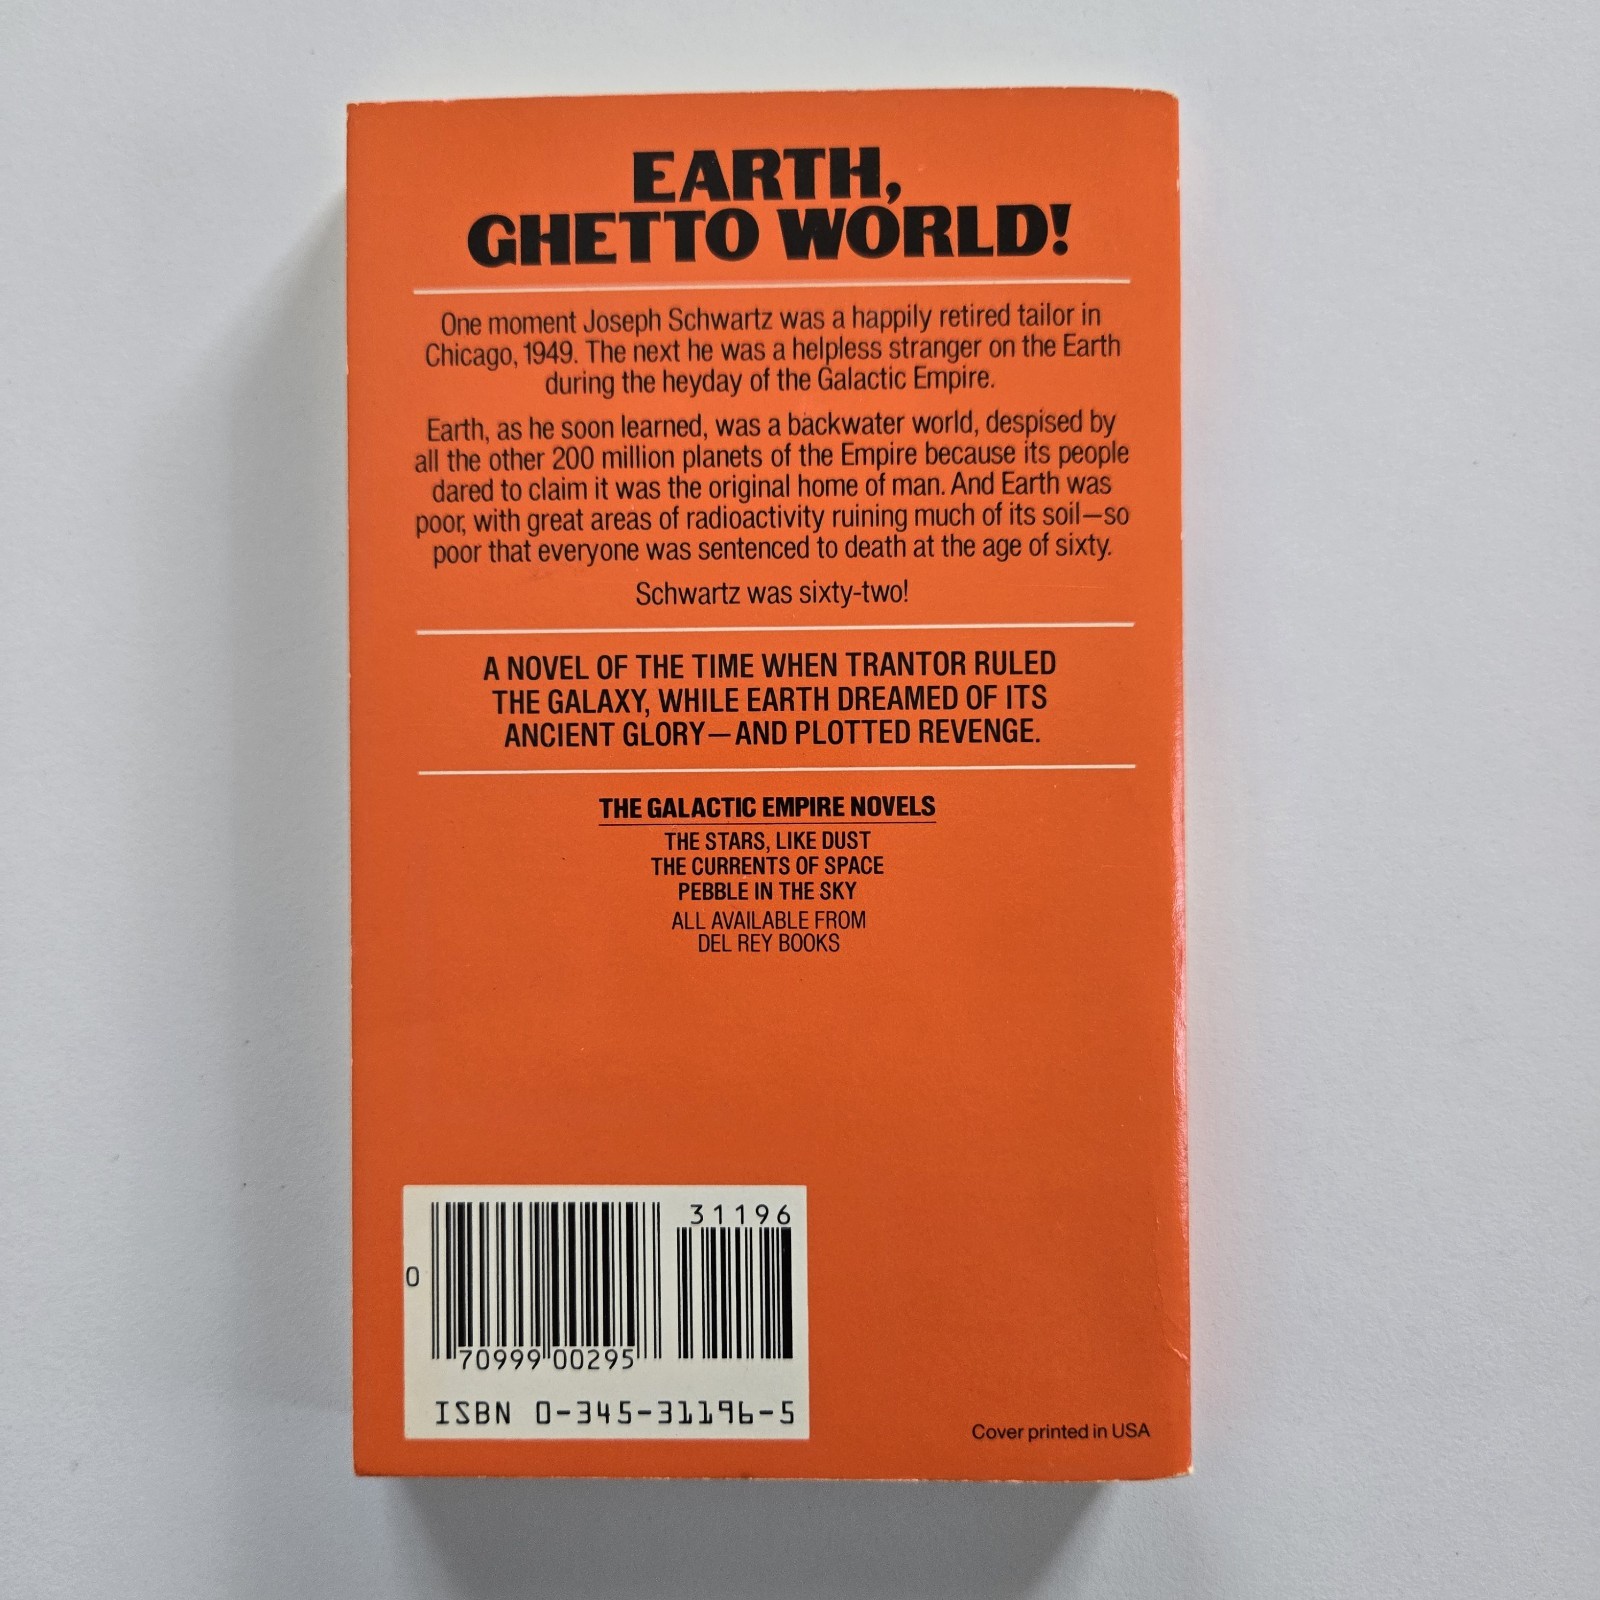 EARTH,
GHETTO WORLD!
One moment Joseph Schwartz was a happily retired tailor in
Chicago, 1949. The next he was a helpless stranger on the Earth
during the heyday of the Galactic Empire.
Earth, as he soon learned, was a backwater world, despised by
all the other 200 million planets of the Empire because its people
dared to claim it was the original home of man. And Earth was
poor, with great areas of radioactivity ruining much of its soil—so
poor that everyone was sentenced to death at the age of sixty.
Schwartz was sixty-two!
A NOVEL OF THE TIME WHEN TRANTOR RULED
THE GALAXY, WHILE EARTH DREAMED OF ITS
ANCIENT GLORY—AND PLOTTED REVENGE.
THE GALACTIC EMPIRE NOVELS
THE STARS, LIKE DUST
THE CURRENTS OF SPACE
PEBBLE IN THE SKY
ALL AVAILABLE FROM
DEL REY BOOKS
31196
0
70999 00295
ISBN 0-345-31196-5
Cover printed in USA